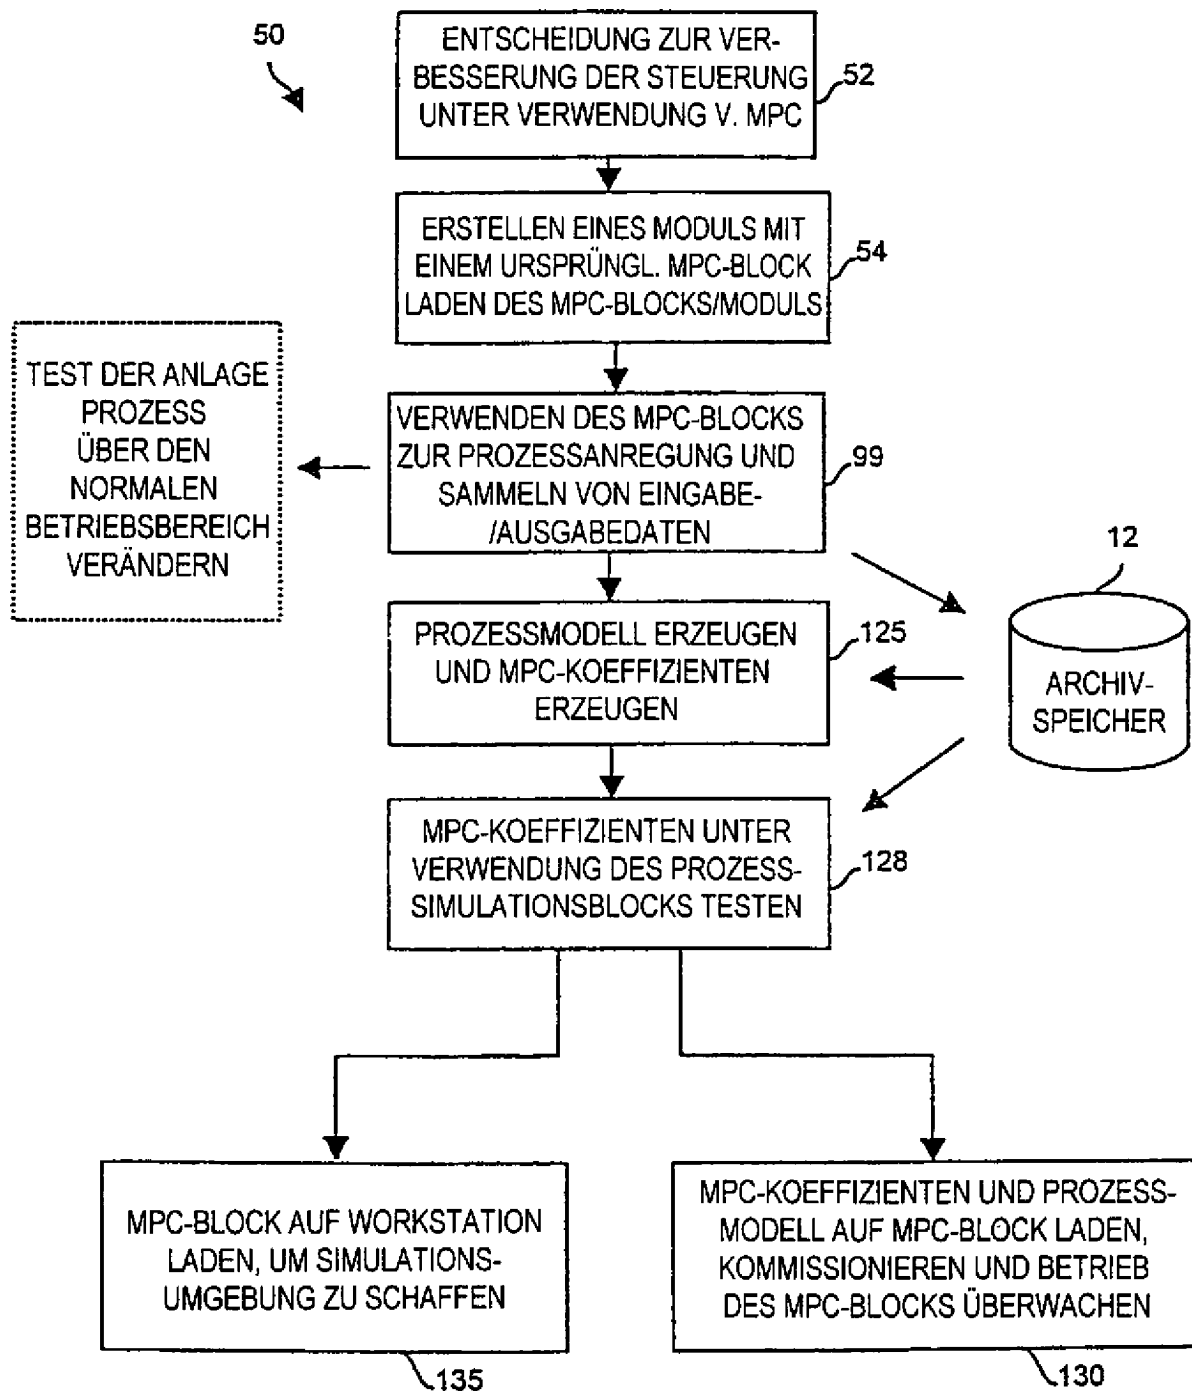 50
ENTSCHEIDUNG ZUR VER-
BESSERUNG DER STEUERUNG
UNTER VERWENDUNG V. MPC
52
ERSTELLEN EINES MODULS MIT
EINEM URSPRÜNGL. MPC-BLOCK
LADEN DES MPC-BLOCKS/MODULS
54
TEST DER ANLAGE
PROZESS
ÜBER DEN
NORMALEN
BETRIEBSBEREICH
VERÄNDERN
VERWENDEN DES MPC-BLOCKS
ZUR PROZESSANREGUNG UND
SAMMELN VON EINGABE-
/AUSGABEDATEN
99
12
ARCHIV-
SPEICHER
PROZESSMODELL ERZEUGEN
UND MPC-KOEFFIZIENTEN
ERZEUGEN
125
MPC-KOEFFIZIENTEN UNTER
VERWENDUNG DES PROZESS-
SIMULATIONSBLOCKS TESTEN
128
MPC-BLOCK AUF WORKSTATION
LADEN, UM SIMULATIONS-
UMGEBUNG ZU SCHAFFEN
135
MPC-KOEFFIZIENTEN UND PROZESS-
MODELL AUF MPC-BLOCK LADEN,
KOMMISSIONIEREN UND BETRIEB
DES MPC-BLOCKS ÜBERWACHEN
130